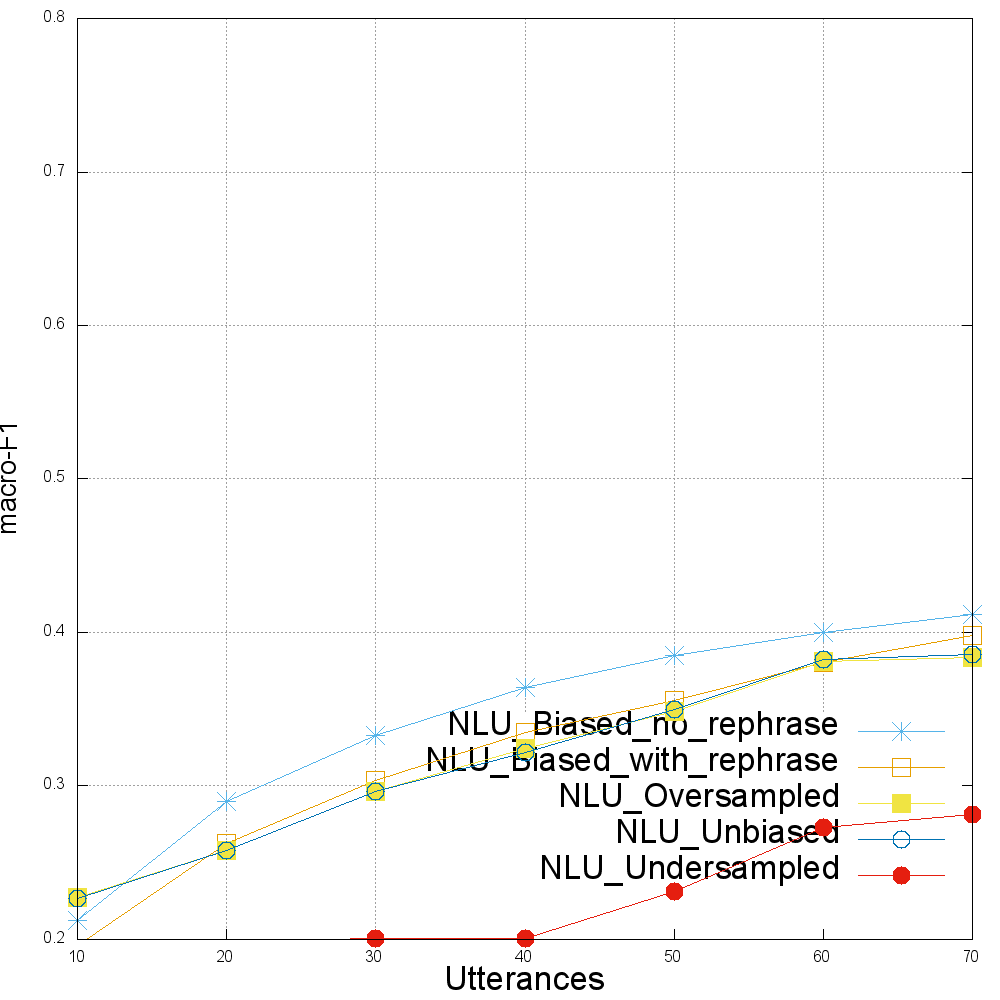 0.8
0.7
0.6
0.5
0.4
0.3
0.2
macro-F1
NLU_Biased_no_rephrase
NLU_Biased_with_rephrase
NLU_Oversampled
NLU_Unbiased
NLU_Undersampled
10 20 30 40 50 60 70
Utterances